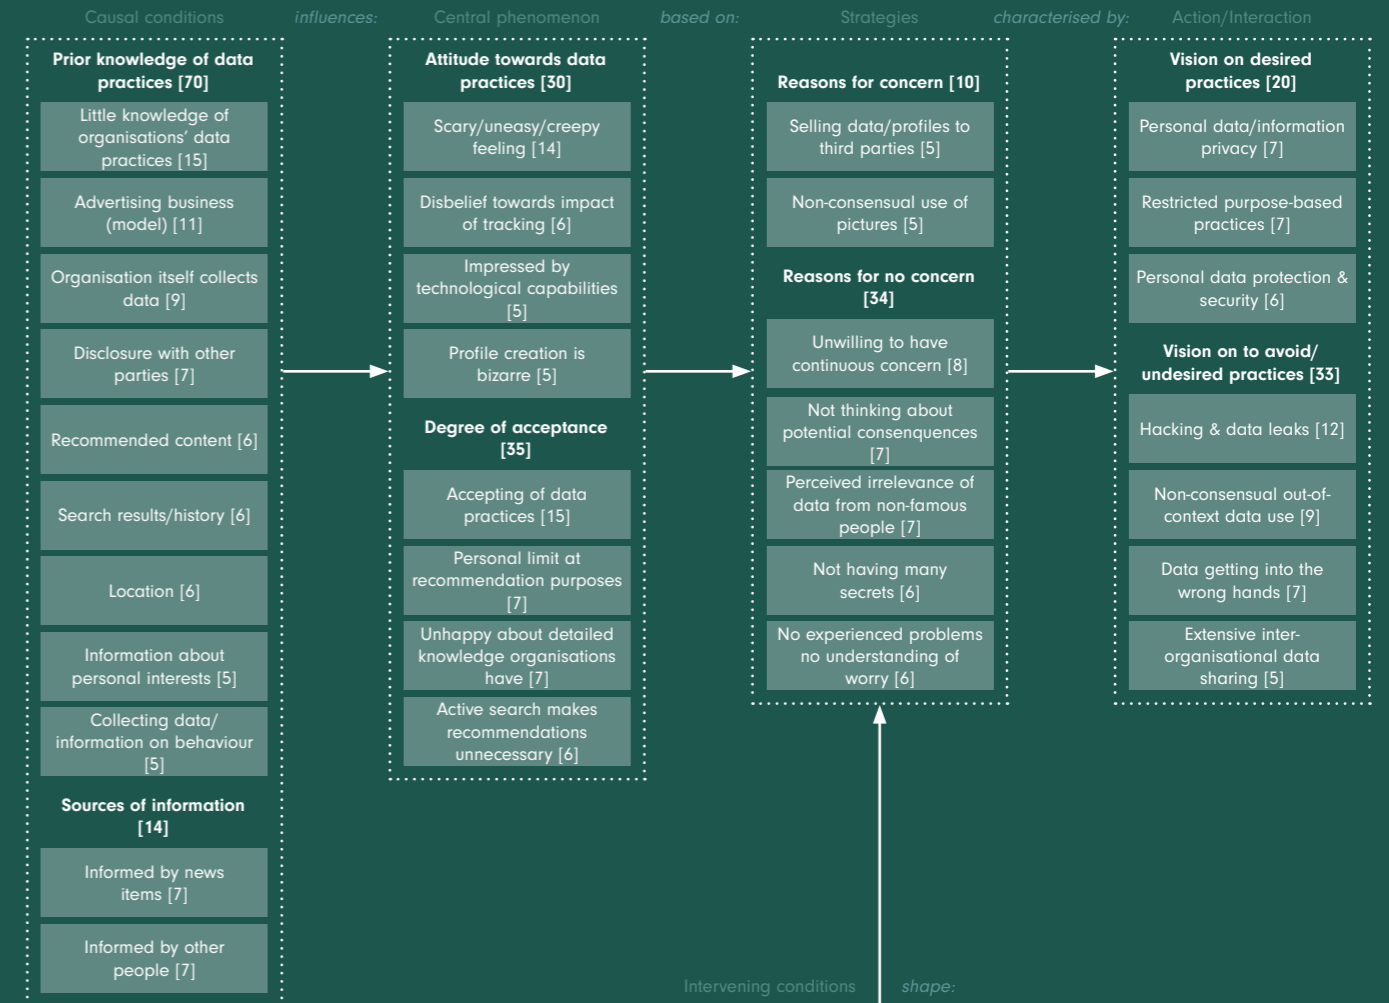 Causal conditions
influences:
Central phenomenon
based on:
Strategies
characterised by:
Action/Interaction
Prior knowledge of data
practices [70]
Little knowledge of
organisations' data
practices [15]
Advertising business
(model) [11]
Organisation itself collects
data [9]
Disclosure with other
parties [7]
Recommended content [6]
Search results/history [6]
Location [6]
Information about
personal interests [5]
Collecting data/
information on behaviour
[5]
Sources of information
[14]
Informed by news
items [7]
Informed by other
people [7]
Attitude towards data
practices [30]
Scary/uneasy/creepy
feeling [14]
Disbelief towards impact
of tracking [6]
Impressed by
technological capabilities
[5]
Profile creation is
bizarre [5]
Degree of acceptance
[35]
Accepting of data
practices [15]
Personal limit at
recommendation purposes
[7]
Unhappy about detailed
knowledge organisations
have [7]
Active search makes
recommendations
unnecessary [6]
Reasons for concern [10]
Selling data/profiles to
third parties [5]
Non-consensual use of
pictures [5]
Reasons for no concern
[34]
Unwilling to have
continuous concern [8]
Not thinking about
potential consenquences
[7]
Perceived irrelevance of
data from non-famous
people [7]
Not having many
secrets [6]
No experienced problems
no understanding of
worry [6]
Vision on desired
practices [20]
Personal data/information
privacy [7]
Restricted purpose-based
practices [7]
Personal data protection &
security [6]
Vision on to avoid/
undesired practices [33]
Hacking & data leaks [12]
Non-consensual out-of-
context data use [9]
Data getting into the
wrong hands [7]
Extensive inter-
organisational data
sharing [5]
Intervening conditions
shape: